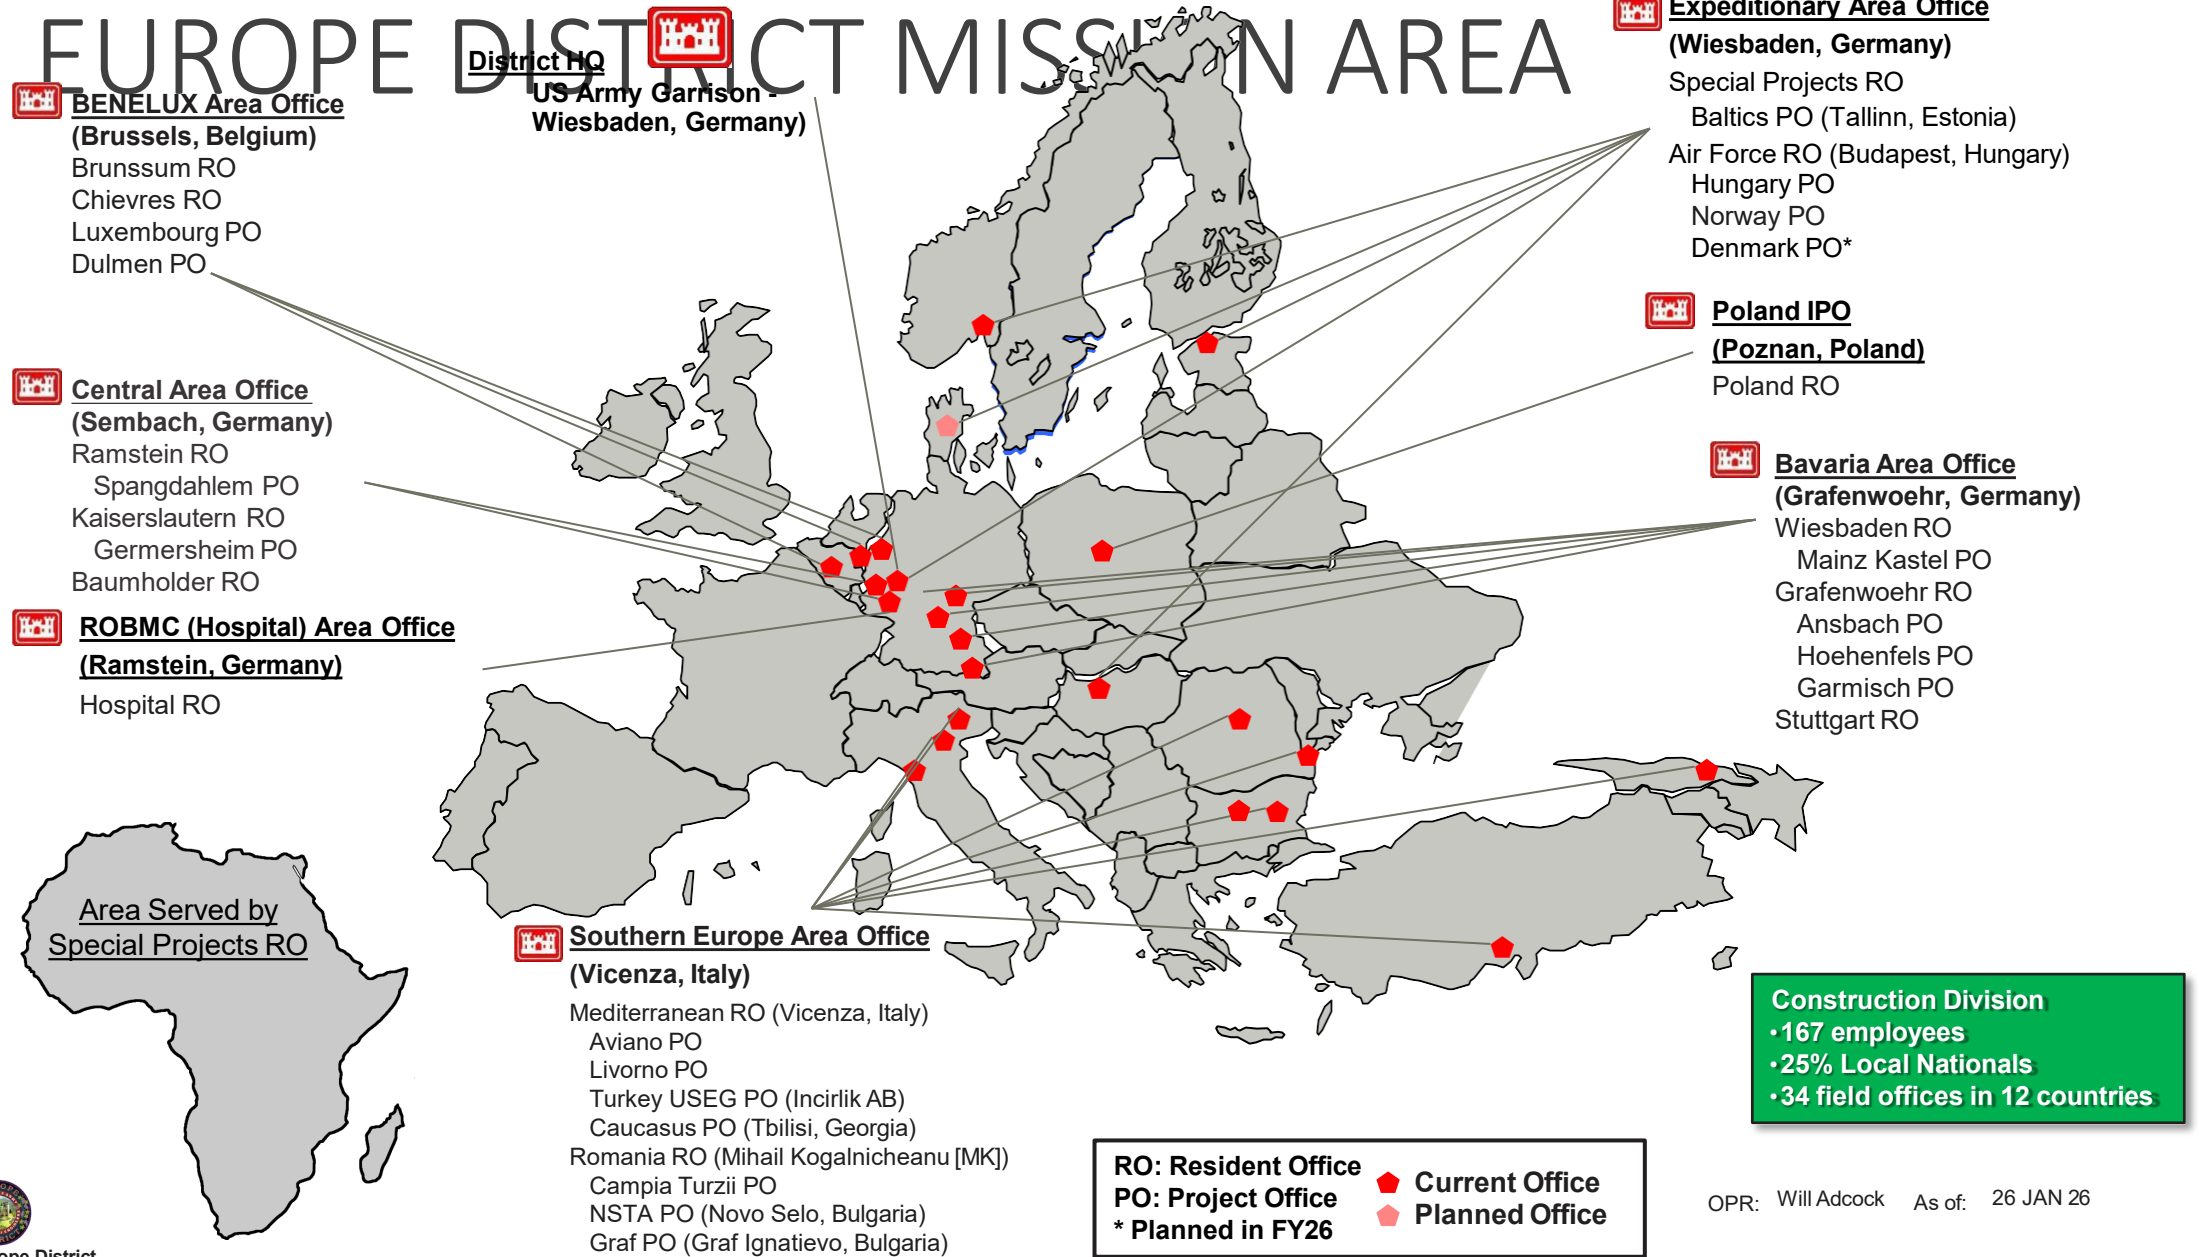 EUROPE DISTRICT MISSION AREA
District HQ
US Army Garrison -
Wiesbaden, Germany)
BENELUX Area Office
(Brussels, Belgium)
Brunssum RO
Chievres RO
Luxembourg PO
Dulmen PO
Central Area Office
(Sembach, Germany)
Ramstein RO
Spangdahlem PO
Kaiserslautern RO
Germersheim PO
Baumholder RO
ROBMC (Hospital) Area Office
(Ramstein, Germany)
Hospital RO
Expeditionary Area Office
(Wiesbaden, Germany)
Special Projects RO
Baltics PO (Tallinn, Estonia)
Air Force RO (Budapest, Hungary)
Hungary PO
Norway PO
Denmark PO*
Poland IPO
(Poznan, Poland)
Poland RO
Bavaria Area Office
(Grafenwoehr, Germany)
Wiesbaden RO
Mainz Kastel PO
Grafenwoehr RO
Ansbach PO
Hoehenfels PO
Garmisch PO
Stuttgart RO
Area Served by
Special Projects RO
Southern Europe Area Office
(Vicenza, Italy)
Mediterranean RO (Vicenza, Italy)
Aviano PO
Livorno PO
Turkey USEG PO (Incirlik AB)
Caucasus PO (Tbilisi, Georgia)
Romania RO (Mihail Kogalnicheanu [MK])
Campia Turzii PO
NSTA PO (Novo Selo, Bulgaria)
Graf PO (Graf Ignatievo, Bulgaria)
Construction Division
•167 employees
•25% Local Nationals
•34 field offices in 12 countries
RO: Resident Office
PO: Project Office
* Planned in FY26
Current Office
Planned Office
OPR: Will Adcock As of: 26 JAN 26
District